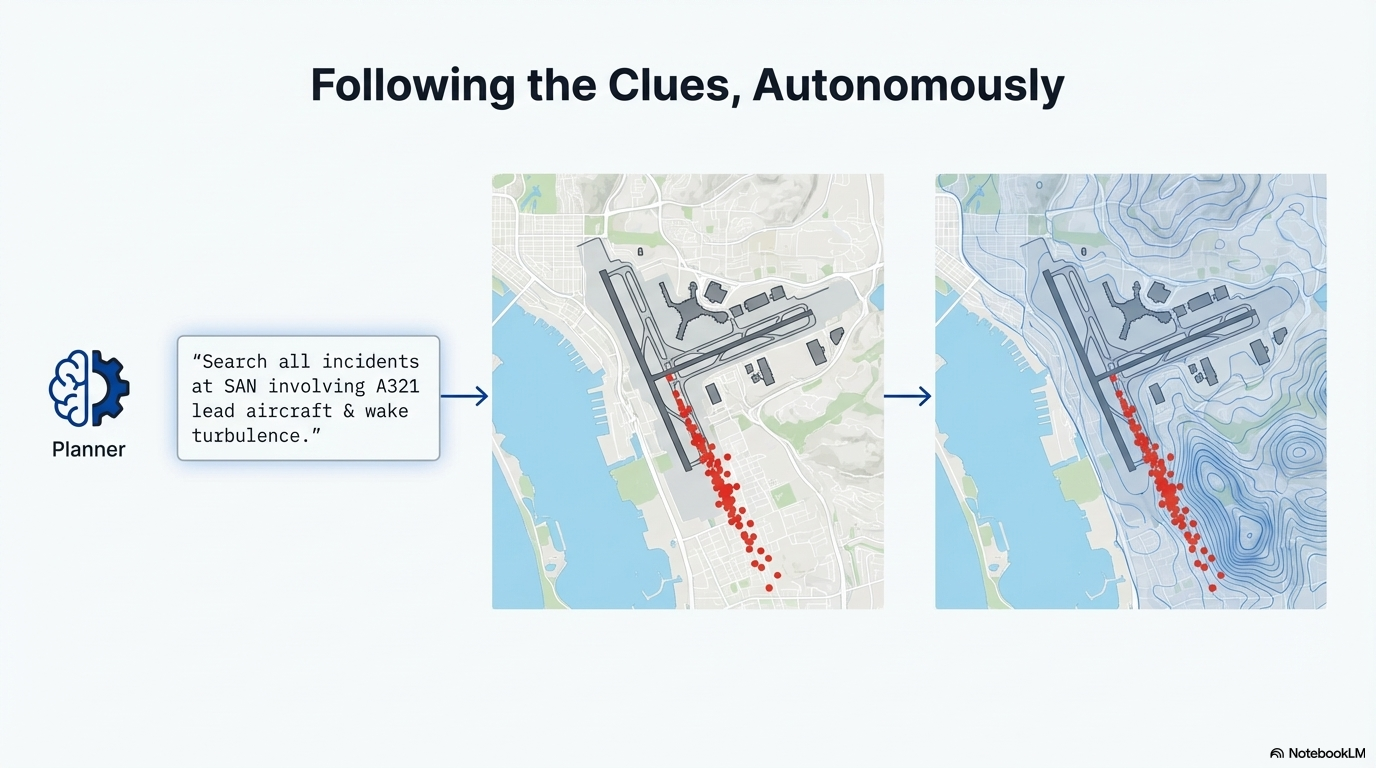 Following the Clues, Autonomously
“Search all incidents
at SAN involving A321
lead aircraft & wake
turbulence.”
Planner
NotebookLM